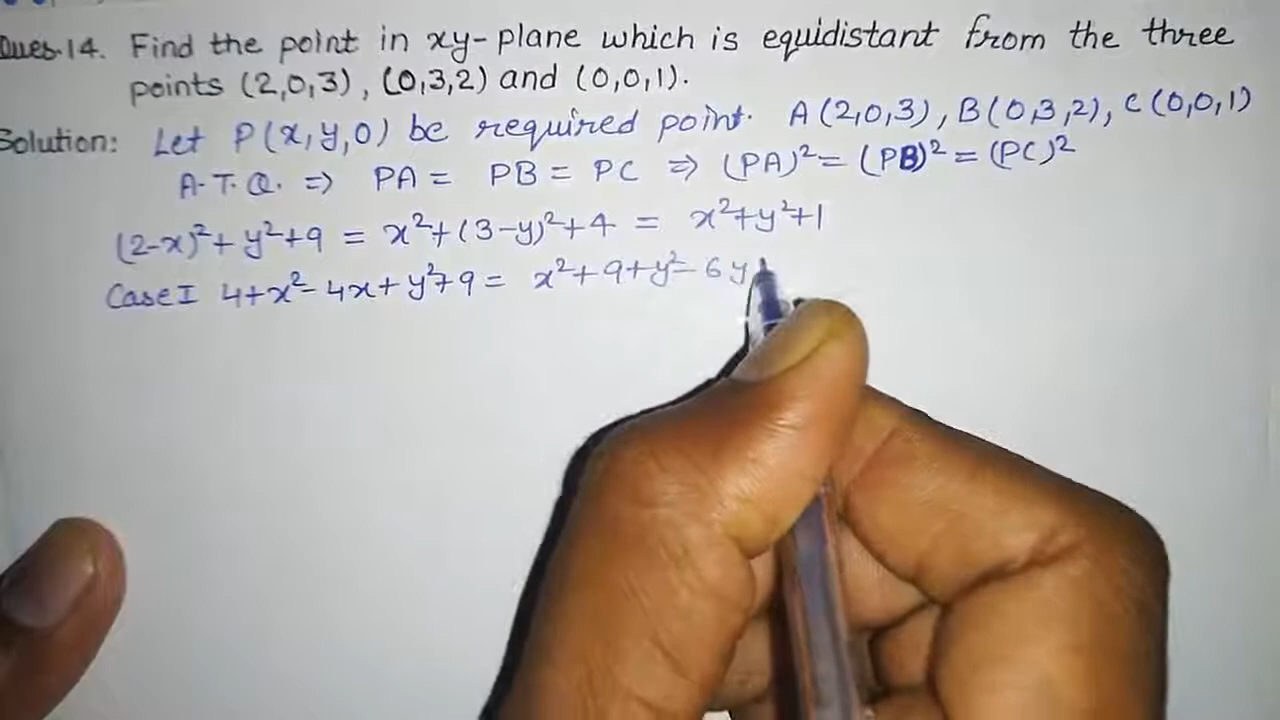 Ques.14. Find the point in xy-plane which is equidistant from the three
points (2,0,3), (0,3,2) and (0,0,1).
Solution: Let P(x,y,0) be required point. A(2,0,3), B(0,3,2), C(0,0,1)
A.T.Q. ⇒ PA = PB = PC ⇒ (PA)² = (PB)² = (PC)²
(2-x)²+y²+9 = x²+(3-y)²+4 = x²+y²+1
Case I 4+x²-4x+y²+9 = x²+9+y²-6y